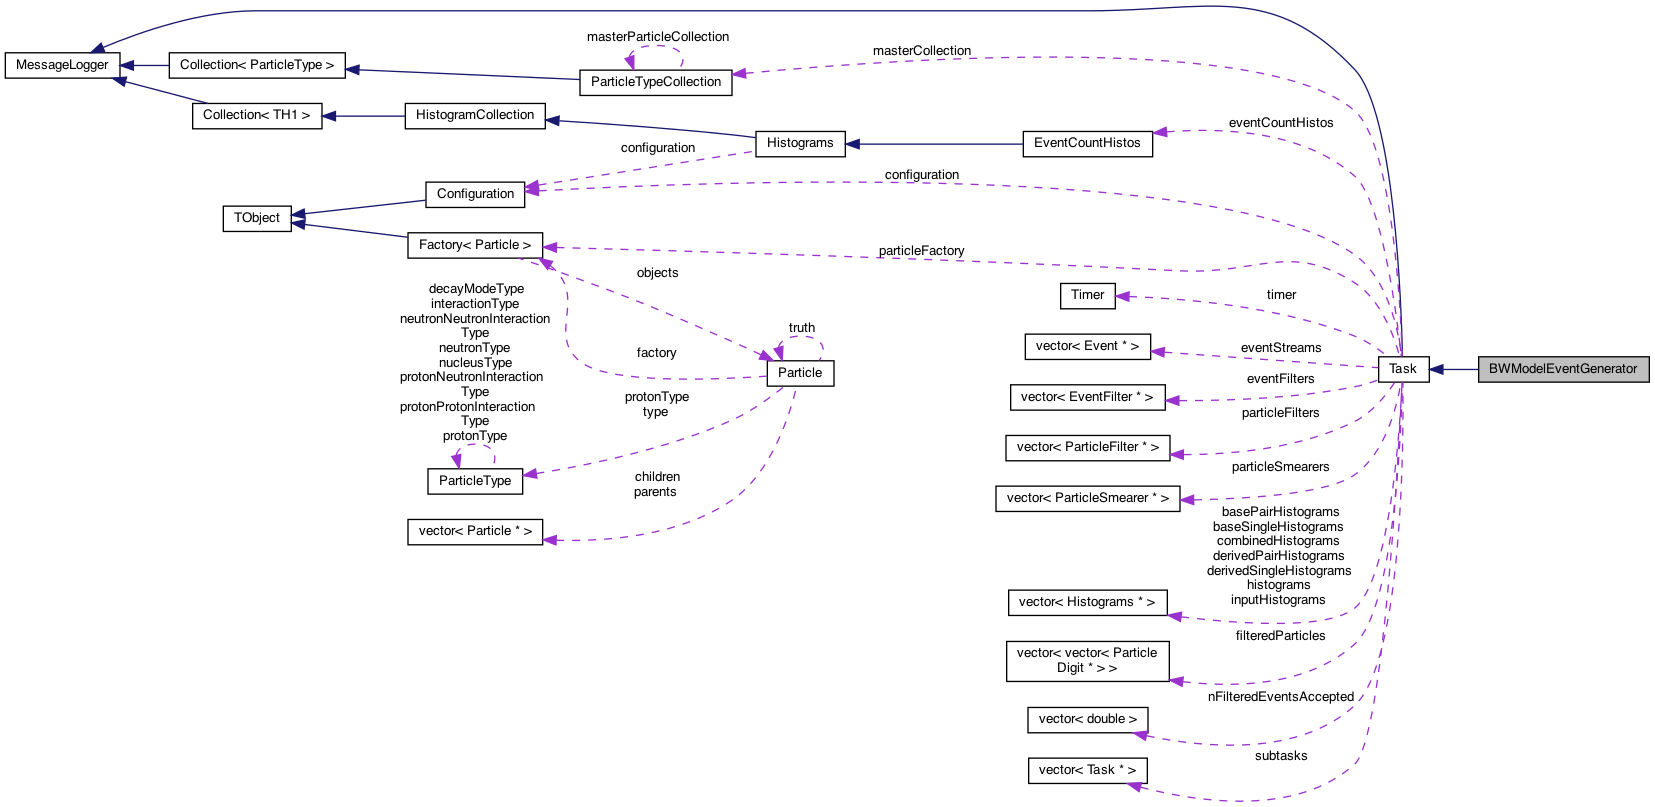 masterParticleCollection
masterCollection
MessageLogger
Collection< ParticleType >
ParticleTypeCollection
Collection< TH1 >
HistogramCollection
eventCountHistos
Histograms
EventCountHistos
configuration
configuration
Configuration
TObject
Factory< Particle >
particleFactory
objects
decayModeType
interactionType
neutronNeutronInteraction
Type
neutronType
nucleusType
protonNeutronInteraction
Type
protonProtonInteraction
Type
protonType
Timer
timer
truth
factory
Particle
vector< Event * >
eventStreams
Task
BWModelEventGenerator
eventFilters
vector< EventFilter * >
protonType
type
particleFilters
vector< ParticleFilter * >
particleSmearers
ParticleType
children
parents
vector< ParticleSmearer * >
vector< Particle * >
basePairHistograms
baseSingleHistograms
combinedHistograms
derivedPairHistograms
derivedSingleHistograms
histograms
inputHistograms
vector< Histograms * >
filteredParticles
vector< vector< Particle
Digit * > >
nFilteredEventsAccepted
vector< double >
subtasks
vector< Task * >